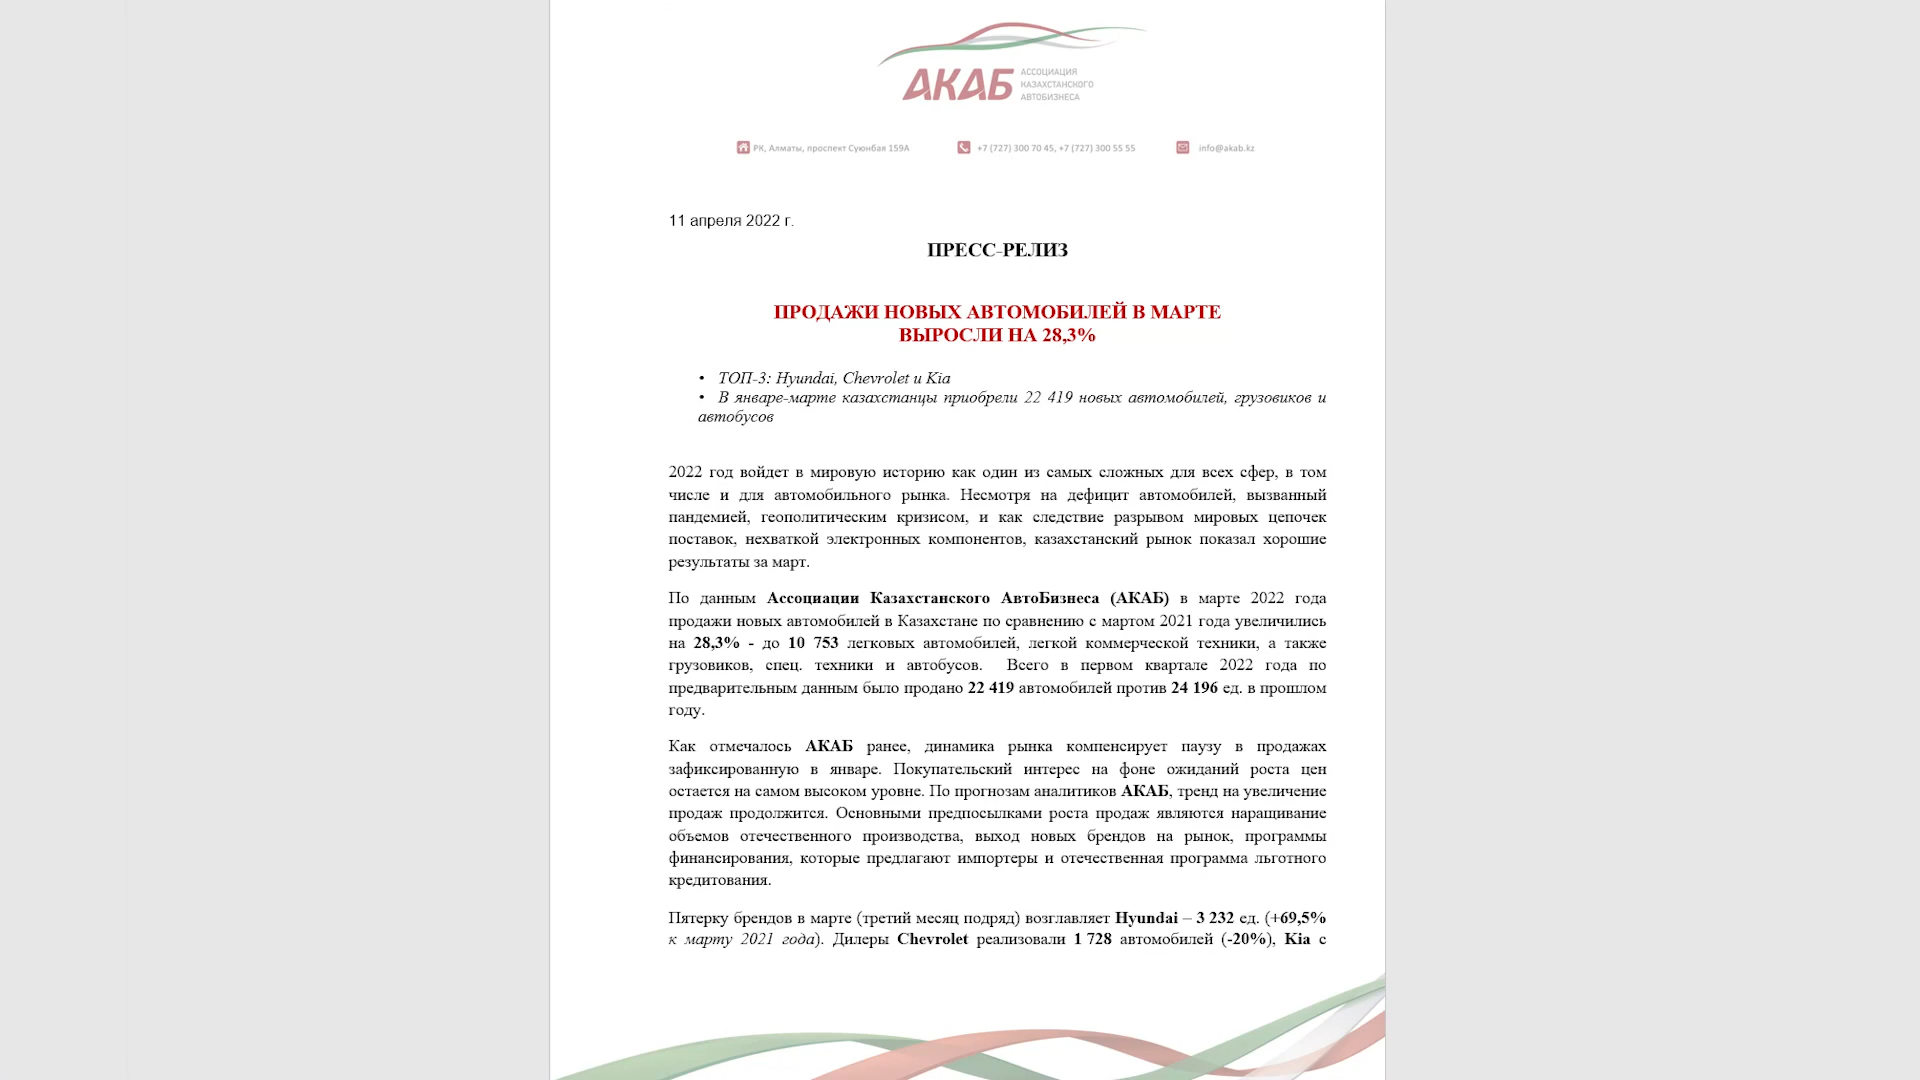 АКАБ
АССОЦИАЦИЯ
КАЗАХСТАНСКОГО
АВТОБИЗНЕСА
РК, Алматы, проспект Суюнбая 159А
+7 (727) 300 70 45, +7 (727) 300 55 55
info@akab.kz
11 апреля 2022 г.
ПРЕСС-РЕЛИЗ
ПРОДАЖИ НОВЫХ АВТОМОБИЛЕЙ В МАРТЕ
ВЫРОСЛИ НА 28,3%
• ТОП-3: Hyundai, Chevrolet и Kia
• В январе-марте казахстанцы приобрели 22 419 новых автомобилей, грузовиков и
автобусов
2022 год войдет в мировую историю как один из самых сложных для всех сфер, в том
числе и для автомобильного рынка. Несмотря на дефицит автомобилей, вызванный
пандемией, геополитическим кризисом, и как следствие разрывом мировых цепочек
поставок, нехваткой электронных компонентов, казахстанский рынок показал хорошие
результаты за март.
По данным Ассоциации Казахстанского АвтоБизнеса (АКАБ) в марте 2022 года
продажи новых автомобилей в Казахстане по сравнению с мартом 2021 года увеличились
на 28,3% - до 10 753 легковых автомобилей, легкой коммерческой техники, а также
грузовиков, спец. техники и автобусов. Всего в первом квартале 2022 года по
предварительным данным было продано 22 419 автомобилей против 24 196 ед. в прошлом
году.
Как отмечалось АКАБ ранее, динамика рынка компенсирует паузу в продажах
зафиксированную в январе. Покупательский интерес на фоне ожиданий роста цен
остается на самом высоком уровне. По прогнозам аналитиков АКАБ, тренд на увеличение
продаж продолжится. Основными предпосылками роста продаж являются наращивание
объемов отечественного производства, выход новых брендов на рынок, программы
финансирования, которые предлагают импортеры и отечественная программа льготного
кредитования.
Пятерку брендов в марте (третий месяц подряд) возглавляет Hyundai – 3 232 ед. (+69,5%
к марту 2021 года). Дилеры Chevrolet реализовали 1 728 автомобилей (-20%), Kia с